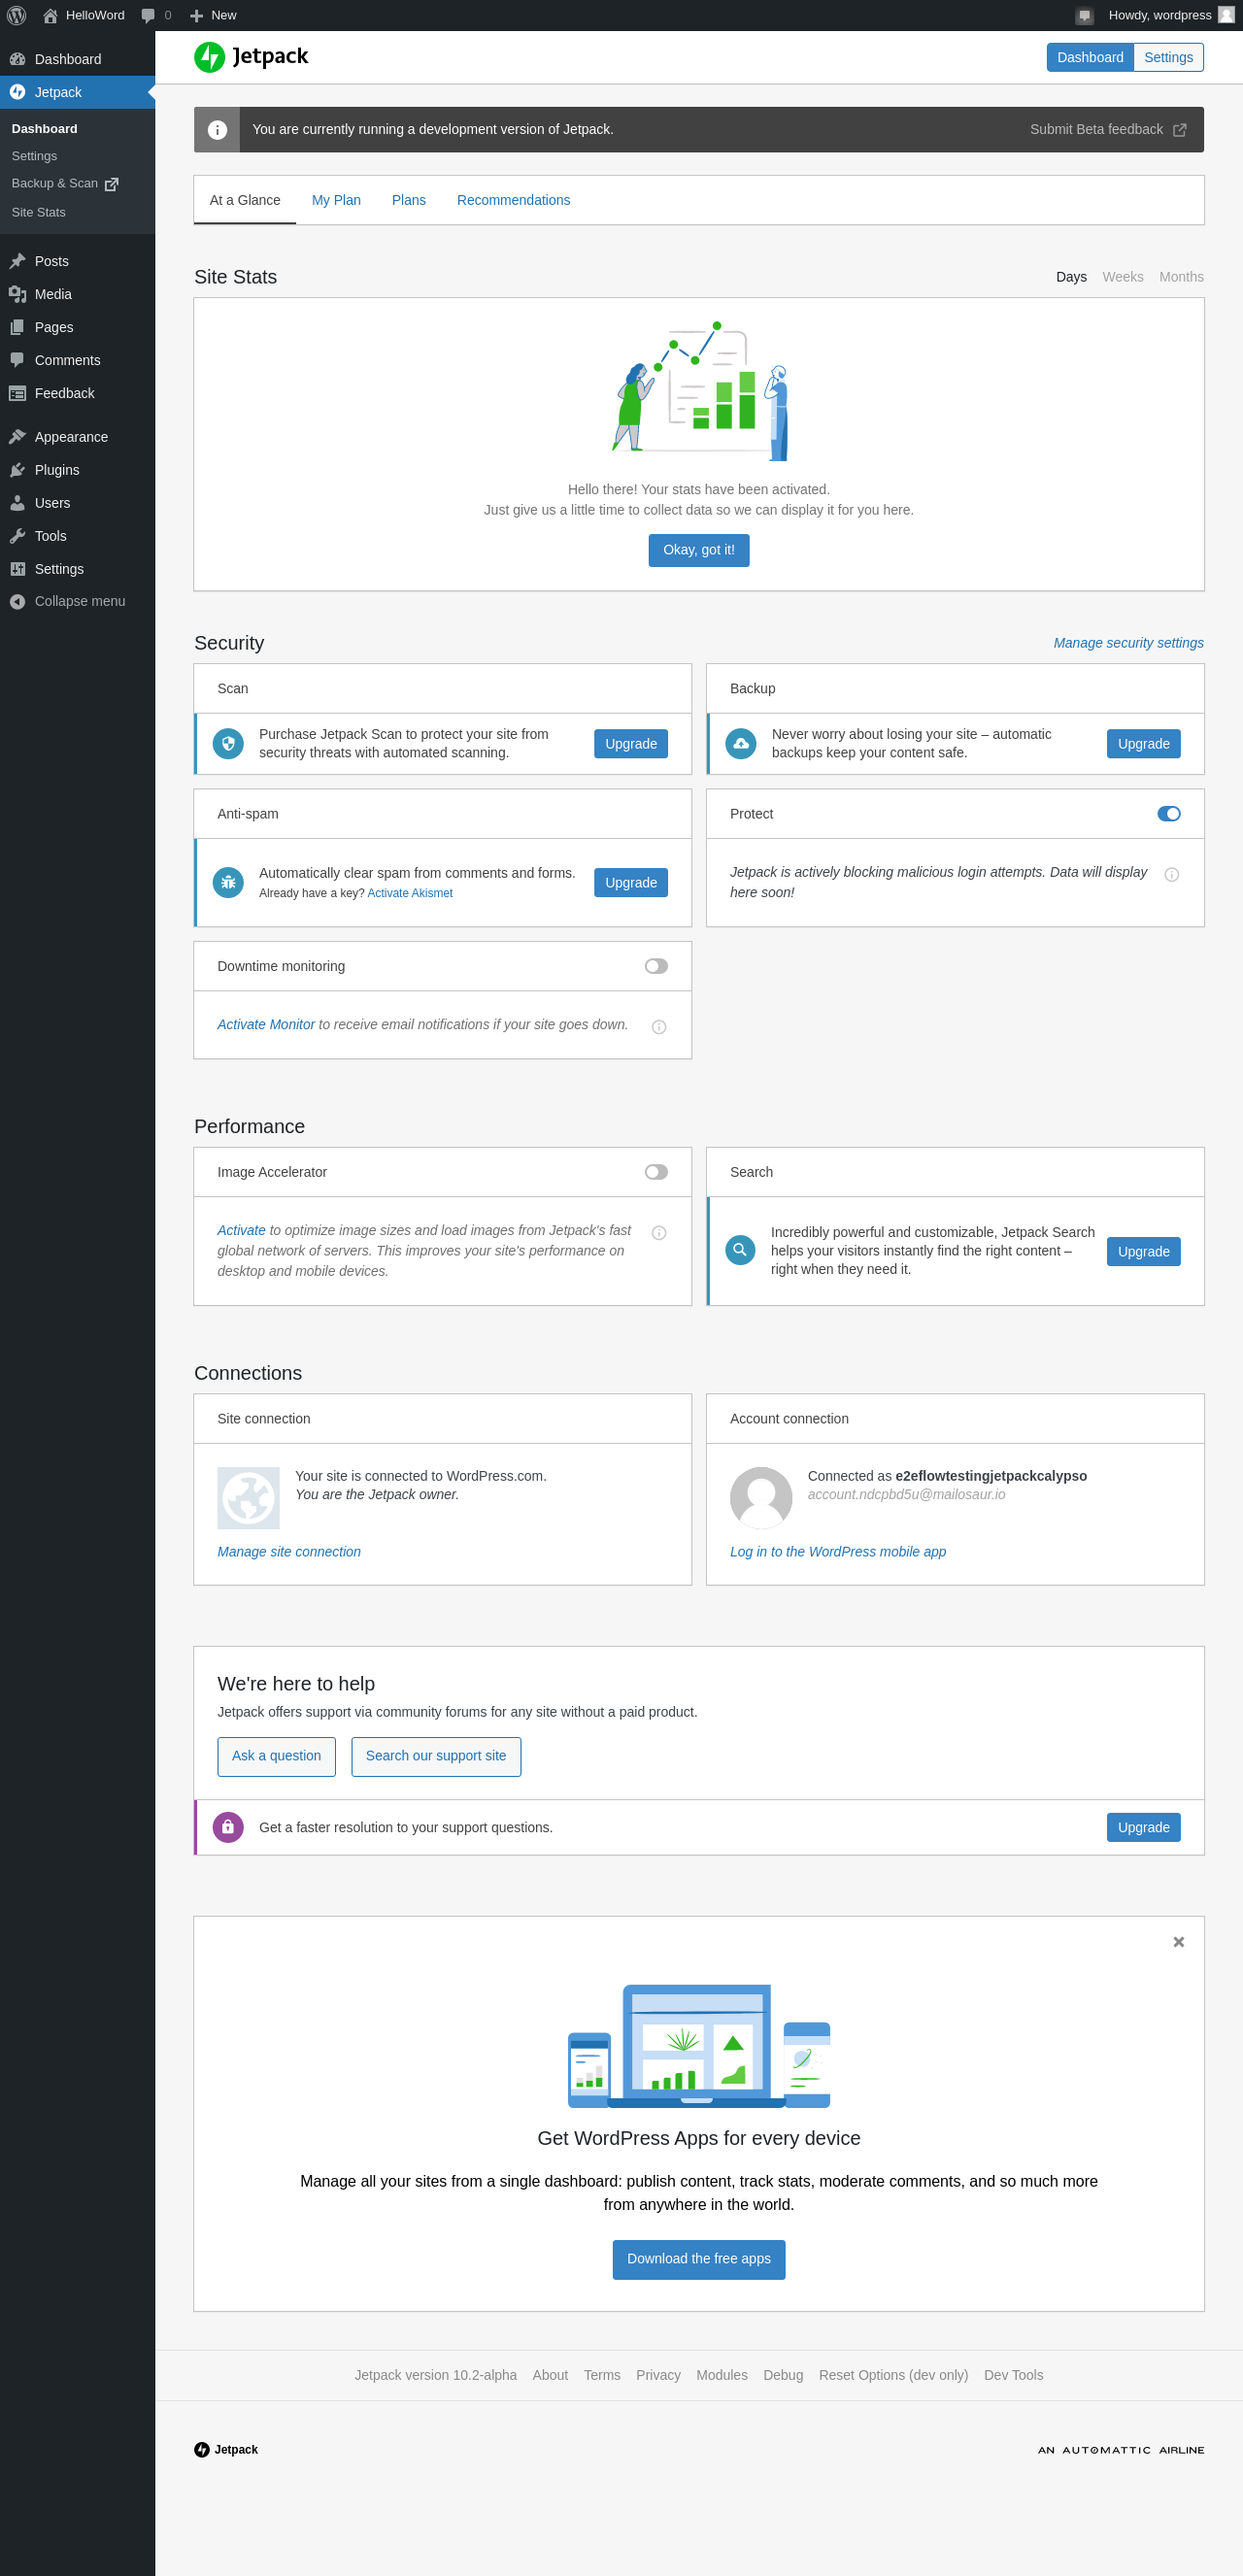 HelloWord
0
New
Howdy, wordpress
Dashboard
Jetpack
Dashboard
Settings
Backup & Scan
Site Stats
Posts
Media
Pages
Comments
Feedback
Appearance
Plugins
Users
Tools
Settings
Collapse menu
Jetpack
Dashboard
Settings
You are currently running a development version of Jetpack.
Submit Beta feedback
At a Glance
My Plan
Plans
Recommendations
Site Stats
Days
Weeks
Months
Hello there! Your stats have been activated.
Just give us a little time to collect data so we can display it for you here.
Okay, got it!
Security
Manage security settings
Scan
Purchase Jetpack Scan to protect your site from
security threats with automated scanning.
Upgrade
Backup
Never worry about losing your site – automatic
backups keep your content safe.
Upgrade
Anti-spam
Automatically clear spam from comments and forms.
Already have a key? Activate Akismet
Upgrade
Protect
Jetpack is actively blocking malicious login attempts. Data will display
here soon!
Downtime monitoring
Activate Monitor to receive email notifications if your site goes down.
Performance
Image Accelerator
Activate to optimize image sizes and load images from Jetpack's fast
global network of servers. This improves your site's performance on
desktop and mobile devices.
Search
Incredibly powerful and customizable, Jetpack Search
helps your visitors instantly find the right content –
right when they need it.
Upgrade
Connections
Site connection
Your site is connected to WordPress.com.
You are the Jetpack owner.
Manage site connection
Account connection
Connected as e2eflowtestingjetpackcalypso
account.ndcpbd5u@mailosaur.io
Log in to the WordPress mobile app
We're here to help
Jetpack offers support via community forums for any site without a paid product.
Ask a question
Search our support site
Get a faster resolution to your support questions.
Upgrade
Get WordPress Apps for every device
Manage all your sites from a single dashboard: publish content, track stats, moderate comments, and so much more
from anywhere in the world.
Download the free apps
Jetpack version 10.2-alpha
About
Terms
Privacy
Modules
Debug
Reset Options (dev only)
Dev Tools
Jetpack
AN AUTOMATTIC AIRLINE